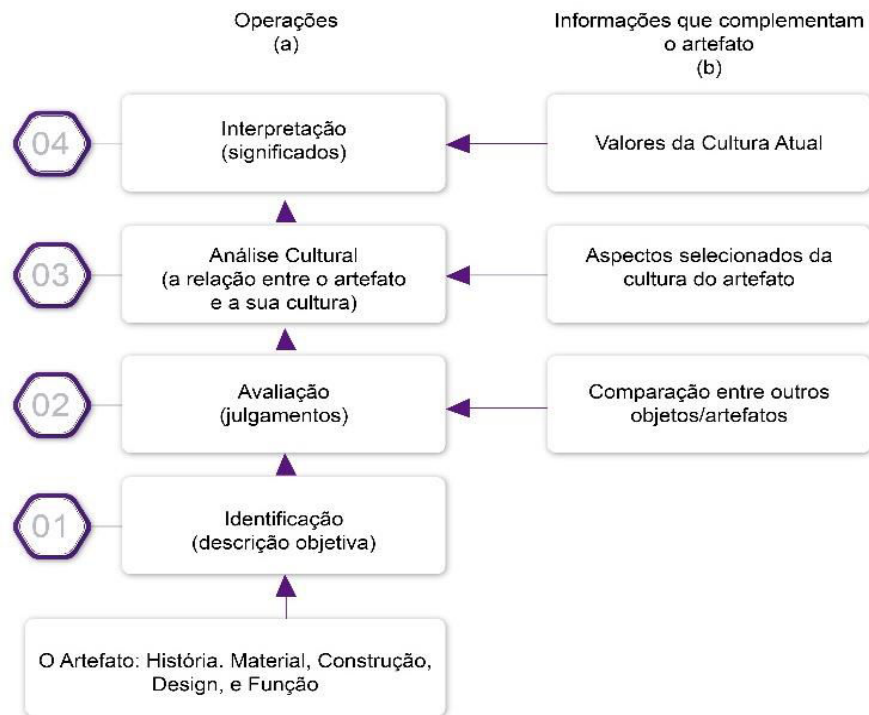 Operações
(a)
Informações que complementam
o artefato
(b)
04
Interpretação
(significados)
Valores da Cultura Atual
03
Análise Cultural
(a relação entre o artefato
e a sua cultura)
Aspectos selecionados da
cultura do artefato
02
Avaliação
(julgamentos)
Comparação entre outros
objetos/artefatos
01
Identificação
(descrição objetiva)
O Artefato: História. Material, Construção,
Design, e Função